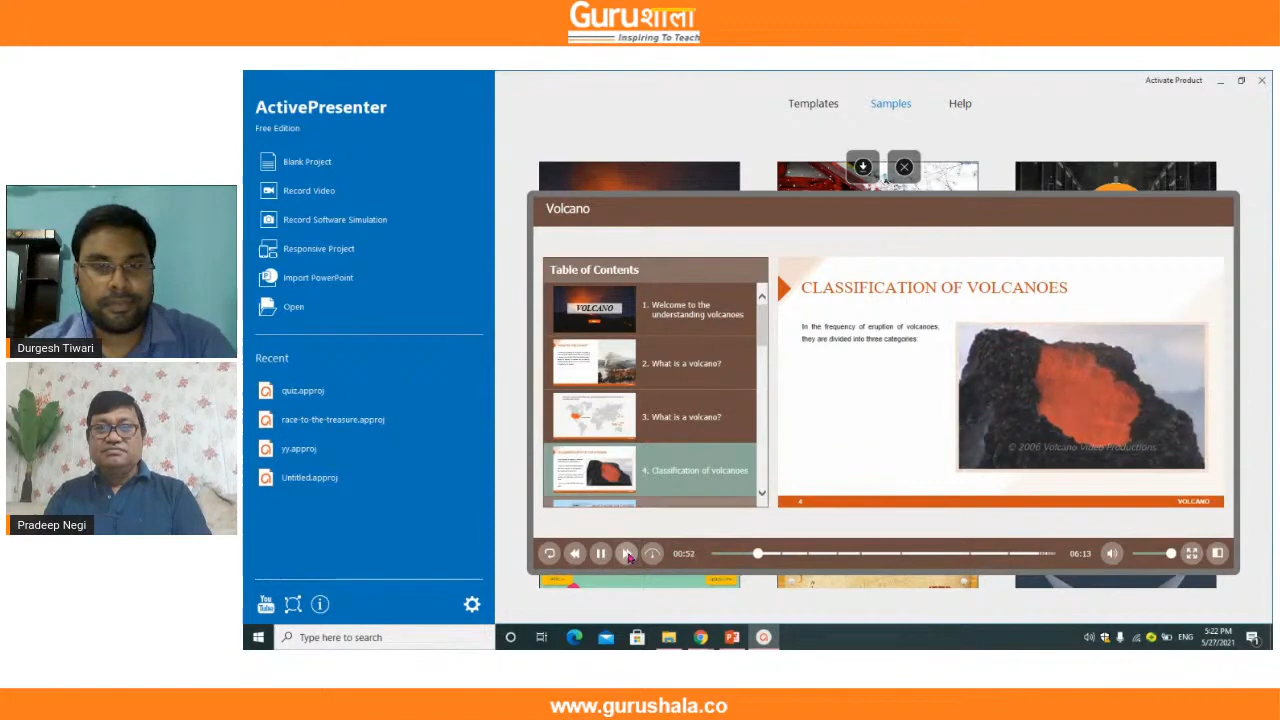 Guruशाला
Inspiring To Teach
ActivePresenter
Free Edition
Blank Project
Record Video
Record Software Simulation
Responsive Project
Import PowerPoint
Open
Recent
quiz.approj
race-to-the-treasure.approj
yy.approj
Untitled.approj
You
Tube
Type here to search
Activate Product
Templates
Samples
Help
Volcano
Table of Contents
VOLCANO
1. Welcome to the
understanding volcanoes
2. What is a volcano?
3. What is a volcano?
4. Classification of volcanoes
CLASSIFICATION OF VOLCANOES
In the frequency of eruption of volcanoes,
they are divided into three categories:
© 2006 Volcano Video Productions
4
VOLCANO
00:52
06:13
ENG
5:22 PM
5/27/2021
Durgesh Tiwari
Pradeep Negi
www.gurushala.co